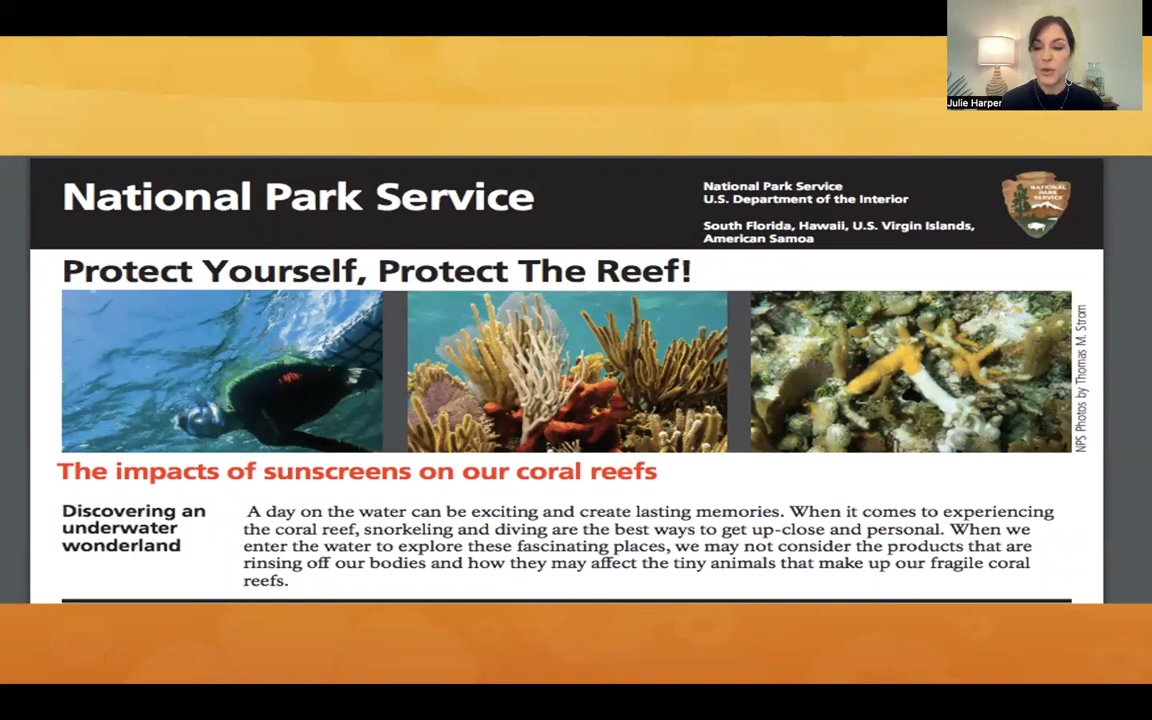 Julie Harper
National Park Service
National Park Service
U.S. Department of the Interior
South Florida, Hawaii, U.S. Virgin Islands,
American Samoa
NATIONAL
PARK
SERVICE
Protect Yourself, Protect The Reef!
NPS Photos by Thomas M. Strom
The impacts of sunscreens on our coral reefs
Discovering an
underwater
wonderland
A day on the water can be exciting and create lasting memories. When it comes to experiencing
the coral reef, snorkeling and diving are the best ways to get up-close and personal. When we
enter the water to explore these fascinating places, we may not consider the products that are
rinsing off our bodies and how they may affect the tiny animals that make up our fragile coral
reefs.